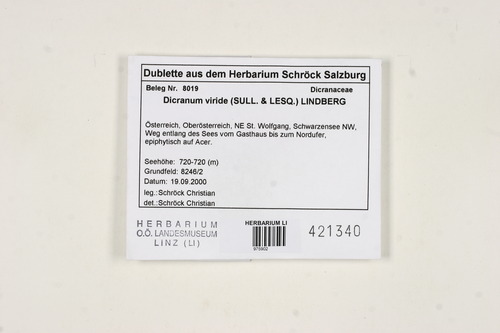 Dublette aus dem Herbarium Schröck Salzburg
Beleg Nr. 8019 Dicranaceae
Dicranum viride (SULL. & LESQ.) LINDBERG
Österreich, Oberösterreich, NE St. Wolfgang, Schwarzensee NW,
Weg entlang des Sees vom Gasthaus bis zum Nordufer,
epiphytisch auf Acer.
Seehöhe: 720-720 (m)
Grundfeld: 8246/2
Datum: 19.09.2000
leg.: Schröck Christian
det.: Schröck Christian
HERBARIUM
O.Ö. LANDESMUSEUM
LINZ (LI)
HERBARIUM LI
421340